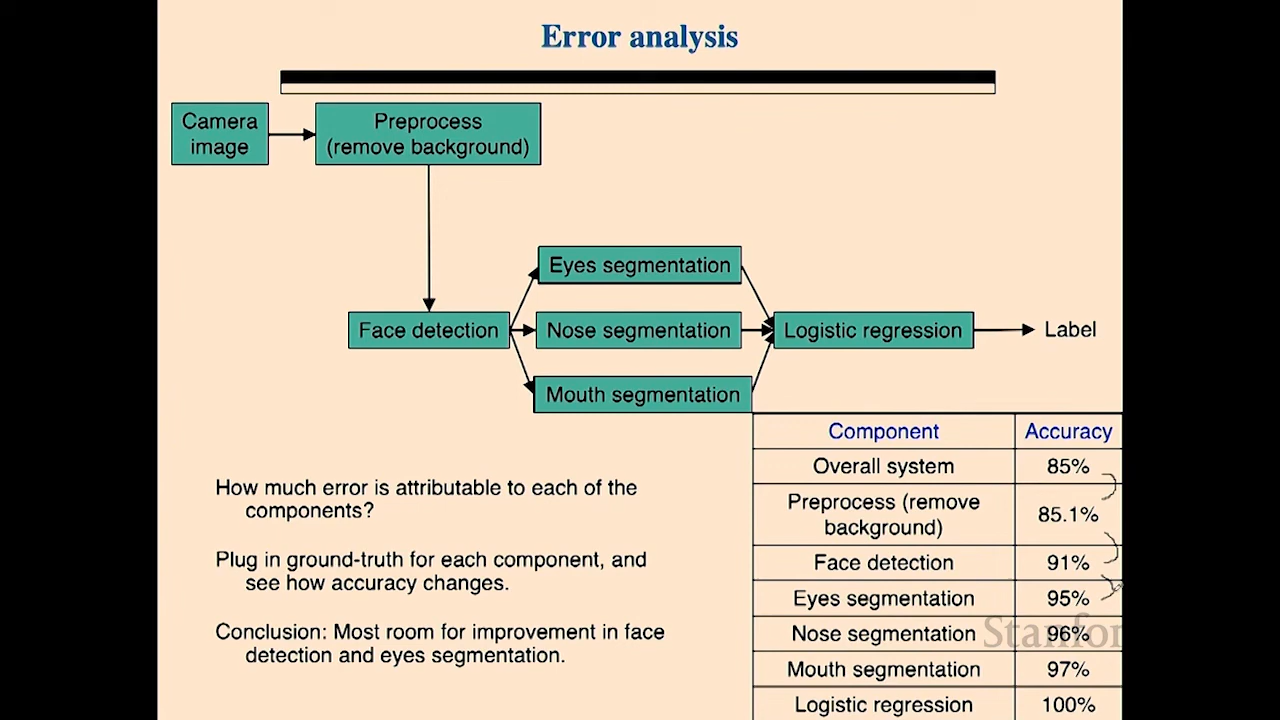 Error analysis
Camera
image
Preprocess
(remove background)
Eyes segmentation
Face detection
Nose segmentation
Logistic regression
Label
Mouth segmentation
How much error is attributable to each of the
components?
Plug in ground-truth for each component, and
see how accuracy changes.
Conclusion: Most room for improvement in face
detection and eyes segmentation.
Component Accuracy
Overall system 85%
Preprocess (remove
background) 85.1%
Face detection 91%
Eyes segmentation 95%
Nose segmentation 96%
Mouth segmentation 97%
Logistic regression 100%
Stanfor